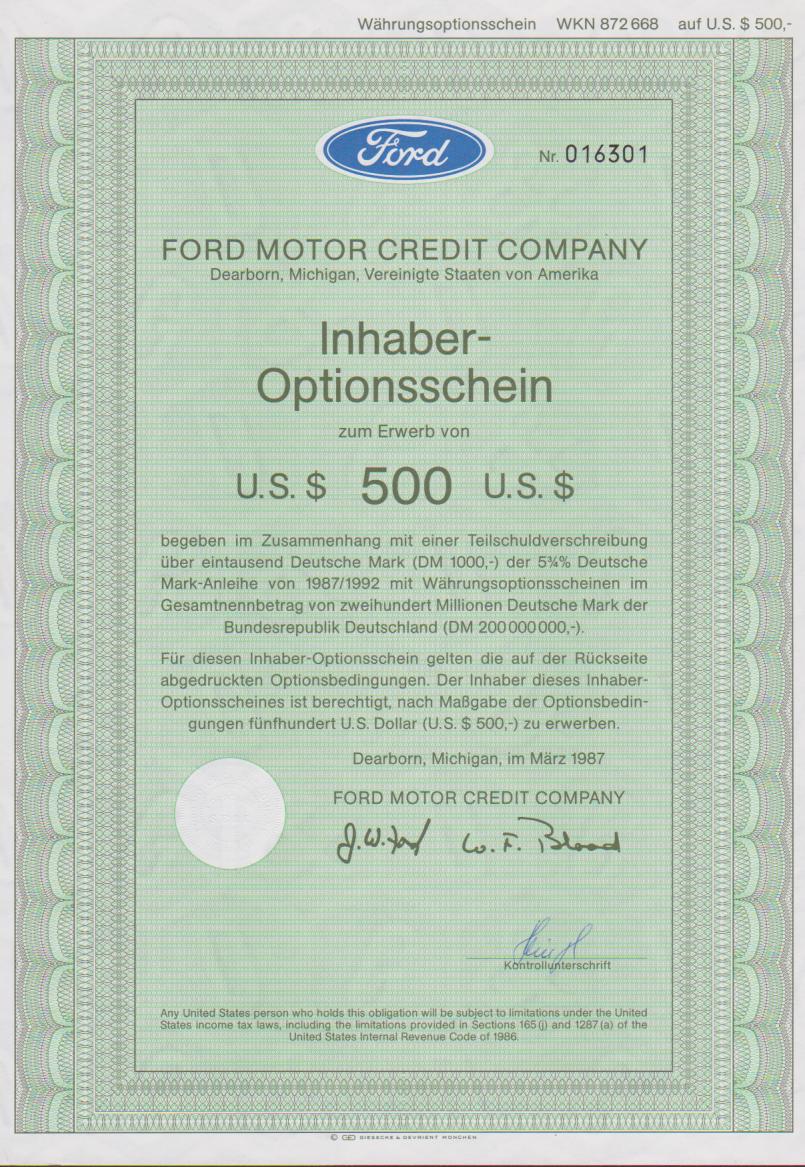 Währungsoptionsschein WKN 872 668 auf U.S. $ 500,-
Ford
Nr. 016301
FORD MOTOR CREDIT COMPANY
Dearborn, Michigan, Vereinigte Staaten von Amerika
Inhaber-
Optionsschein
zum Erwerb von
U.S. $ 500 U.S. $
begeben im Zusammenhang mit einer Teilschuldverschreibung
über eintausend Deutsche Mark (DM 1000,-) der 5¾% Deutsche
Mark-Anleihe von 1987/1992 mit Währungsoptionsscheinen im
Gesamtnennbetrag von zweihundert Millionen Deutsche Mark der
Bundesrepublik Deutschland (DM 200 000 000,-).
Für diesen Inhaber-Optionsschein gelten die auf der Rückseite
abgedruckten Optionsbedingungen. Der Inhaber dieses Inhaber-
Optionsscheines ist berechtigt, nach Maßgabe der Optionsbedin-
gungen fünfhundert U.S. Dollar (U.S. $ 500,-) zu erwerben.
Dearborn, Michigan, im März 1987
FORD MOTOR CREDIT COMPANY
J. W. Ford W. F. Blood
Kontrollunterschrift
Any United States person who holds this obligation will be subject to limitations under the United
States income tax laws, including the limitations provided in Sections 165 (j) and 1287 (a) of the
United States Internal Revenue Code of 1986.
© GD GIESECKE & DEVRIENT MÜNCHEN